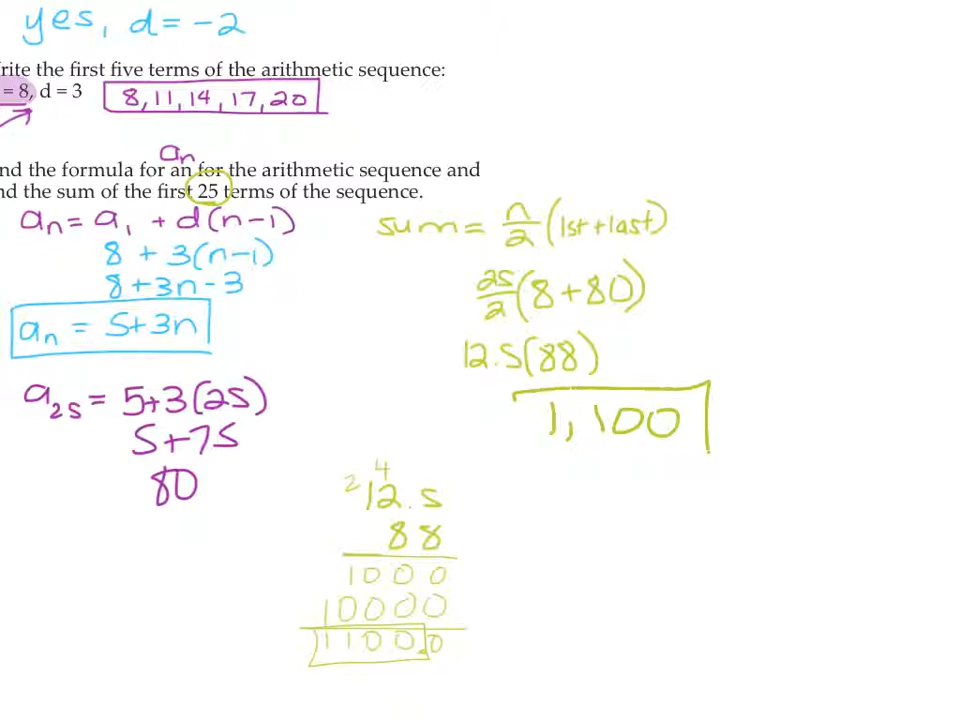 yes, d = -2
rite the first five terms of the arithmetic sequence:
= 8, d = 3
8, 11, 14, 17, 20
an
nd the formula for an for the arithmetic sequence and
nd the sum of the first 25 terms of the sequence.
an = a1 + d(n-1)
8 + 3(n-1)
8 + 3n - 3
an = 5+3n
a25 = 5+3(25)
5+75
80
sum = n/2 (1st+last)
25/2 (8+80)
12.5(88)
1,100
4
2
12.5
88
1000
10000
1100.0